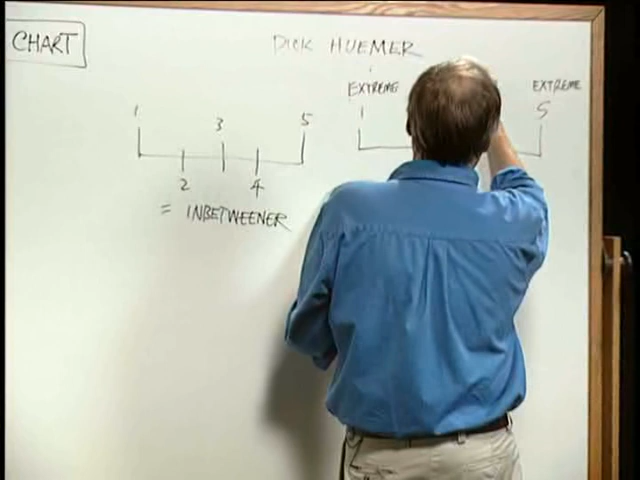 CHART
DICK HUEMER
EXTREME
EXTREME
1
3
5
1
5
2
4
= INBETWEENER